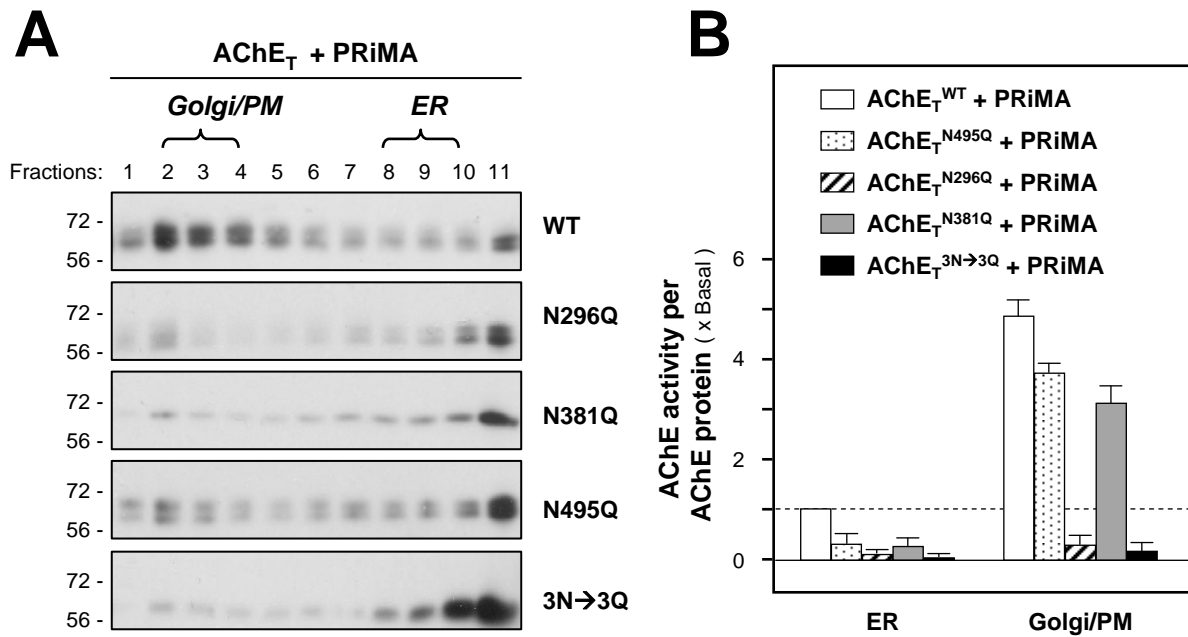 A
AChE_T + PRiMA
Golgi/PM ER
Fractions: 1 2 3 4 5 6 7 8 9 10 11
72 -
56 -
WT
72 -
56 -
N296Q
72 -
56 -
N381Q
72 -
56 -
N495Q
72 -
56 -
3N→3Q
B
AChE_T^WT + PRiMA
AChE_T^N495Q + PRiMA
AChE_T^N296Q + PRiMA
AChE_T^N381Q + PRiMA
AChE_T^3N→3Q + PRiMA
AChE activity per
AChE protein ( x Basal )
6
4
2
1
0
ER Golgi/PM